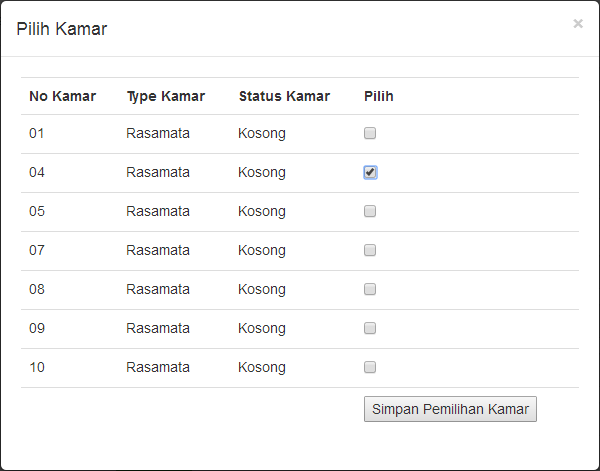 Pilih Kamar ×
No Kamar Type Kamar Status Kamar Pilih
01 Rasamata Kosong
04 Rasamata Kosong
05 Rasamata Kosong
07 Rasamata Kosong
08 Rasamata Kosong
09 Rasamata Kosong
10 Rasamata Kosong
Simpan Pemilihan Kamar